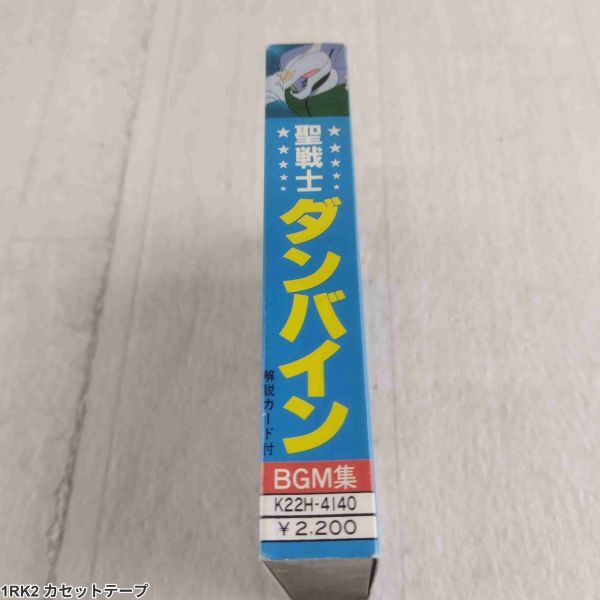 聖戦士
ダンバイン
解説カード付
BGM集
K22H-4140
¥2,200
1RK2 カセットテープ